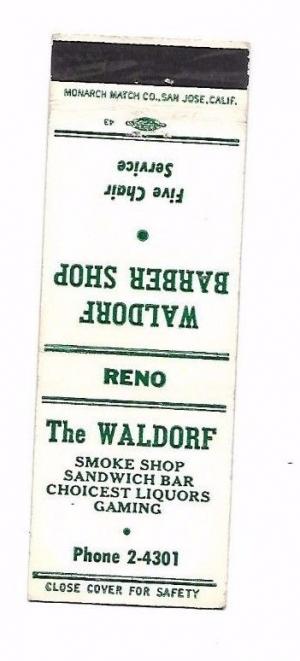 MONARCH MATCH CO., SAN JOSE, CALIF.
43
WALDORF
BARBER SHOP
Five Chair
Service
RENO
The WALDORF
SMOKE SHOP
SANDWICH BAR
CHOICEST LIQUORS
GAMING
Phone 2-4301
CLOSE COVER FOR SAFETY